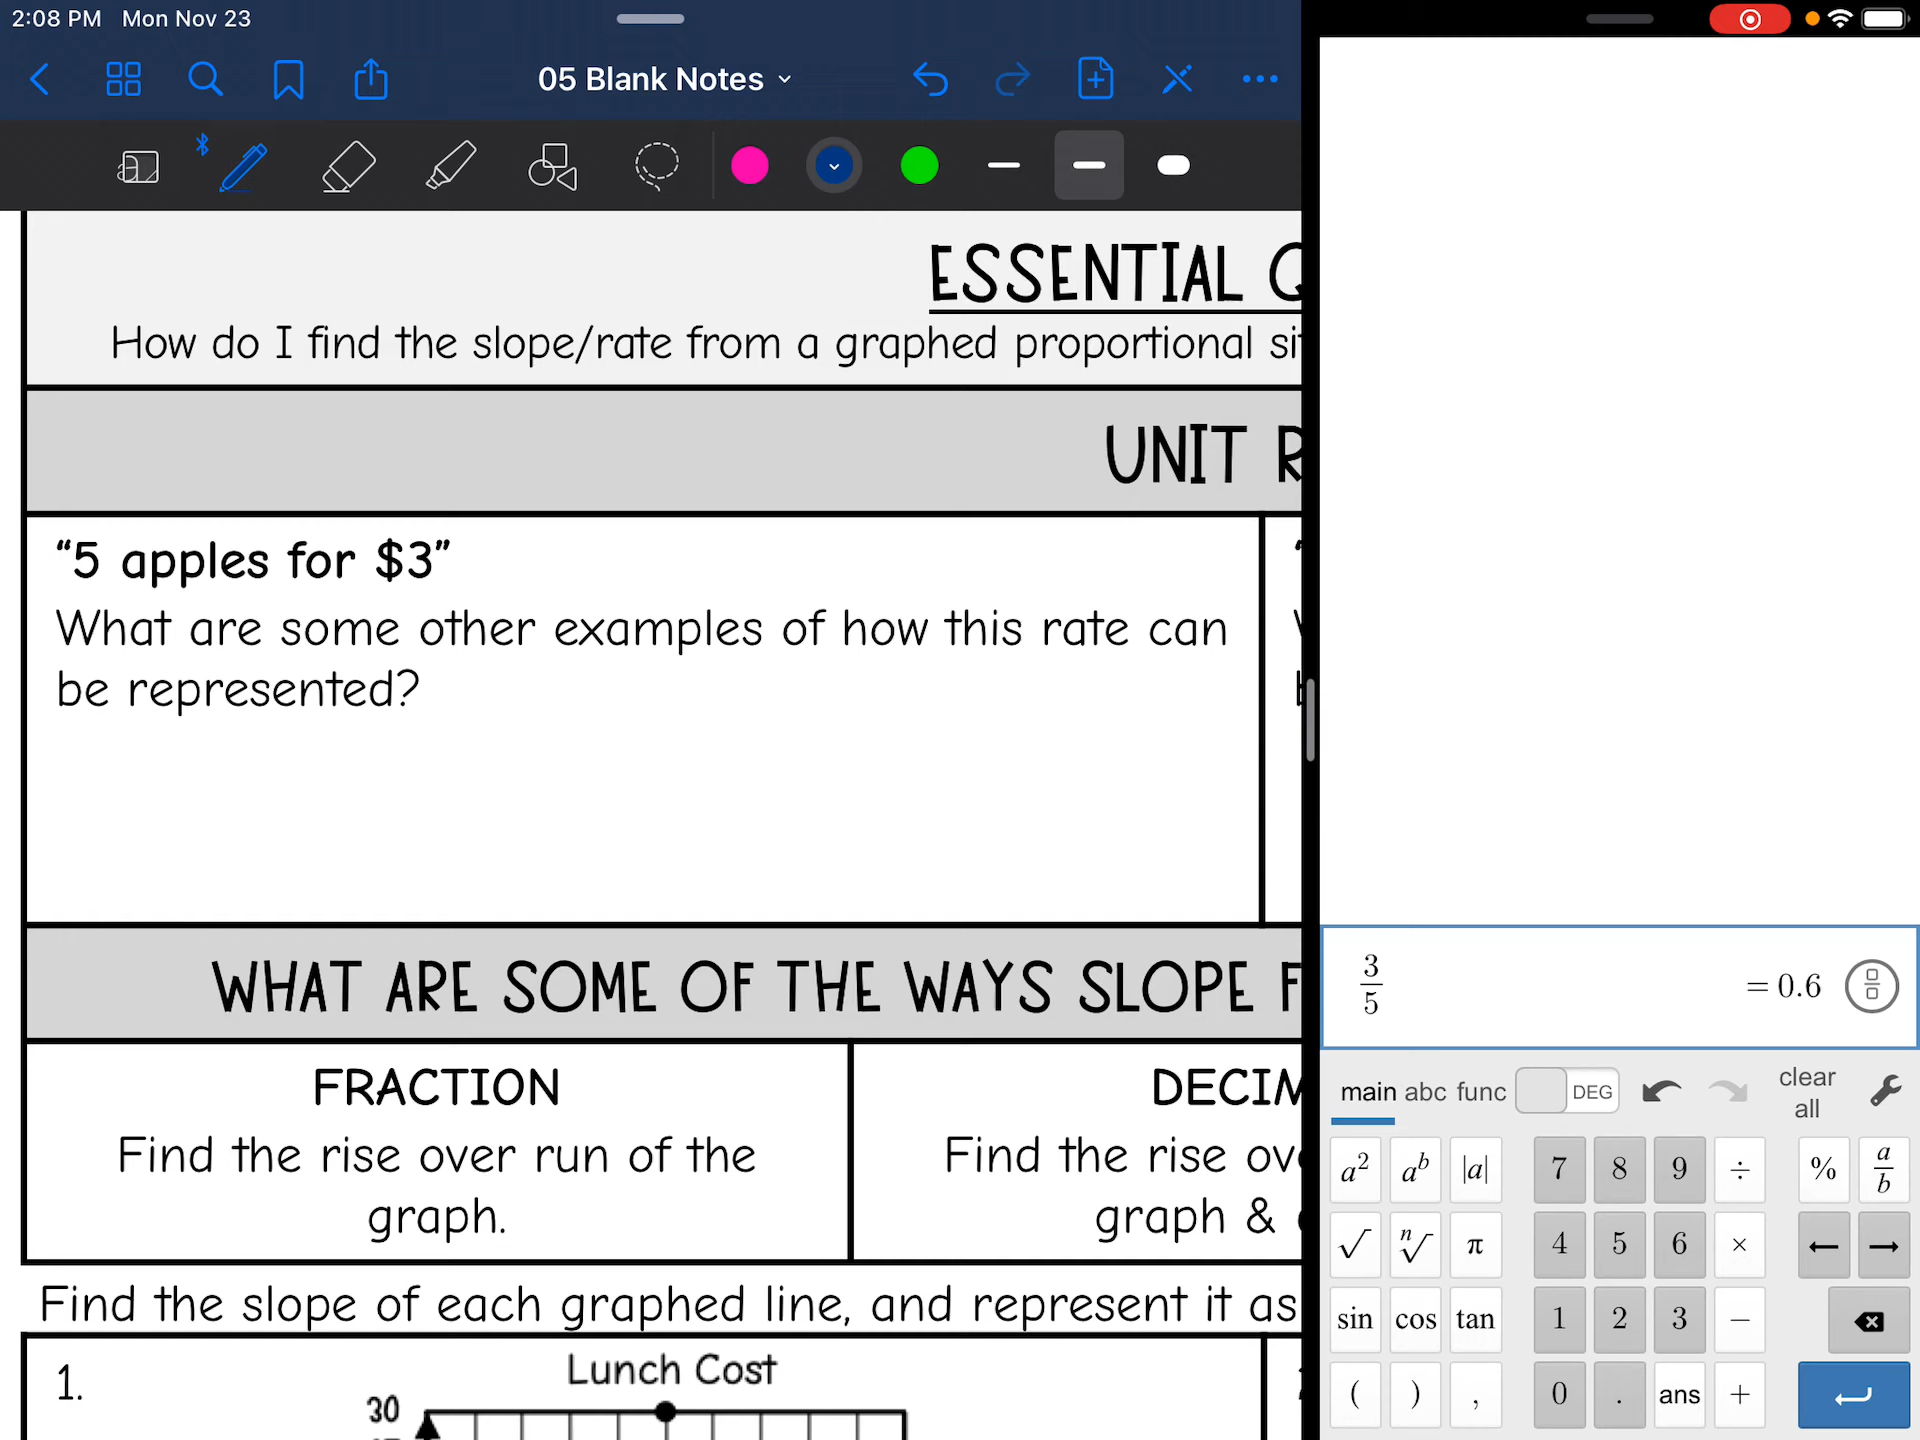 2:08 PM Mon Nov 23
05 Blank Notes
ESSENTIAL
How do I find the slope/rate from a graphed proportional
UNIT
“5 apples for $3”
What are some other examples of how this rate can
be represented?
WHAT ARE SOME OF THE WAYS SLOPE
FRACTION
Find the rise over run of the
graph.
DECIM
Find the rise
graph &
Find the slope of each graphed line, and represent it as
1.
Lunch Cost
30
3/5 = 0.6
main abc func DEG clear all
a² aᵇ |a| 7 8 9 ÷ % a/b
√ ⁿ√ π 4 5 6 × ← →
sin cos tan 1 2 3 −
( ) , 0 . ans +